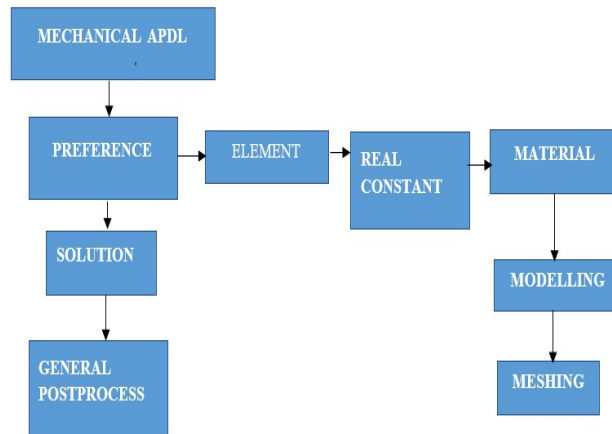 MECHANICAL APDL
PREFERENCE
ELEMENT
REAL
CONSTANT
MATERIAL
SOLUTION
MODELLING
GENERAL
POSTPROCESS
MESHING